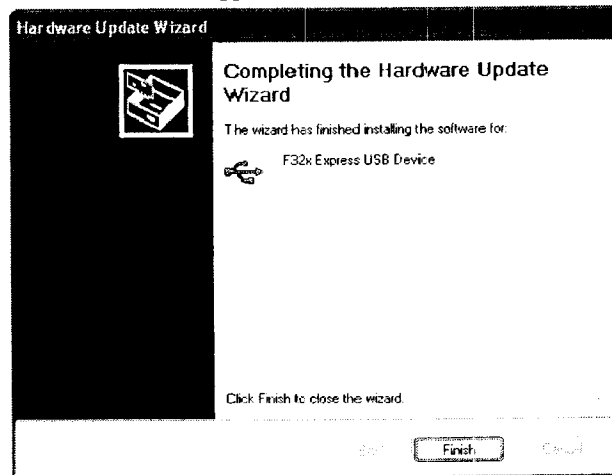 Hardware Update Wizard
Completing the Hardware Update
Wizard
The wizard has finished installing the software for:
F32x Express USB Device
Click Finish to close the wizard.
Finish
Cancel